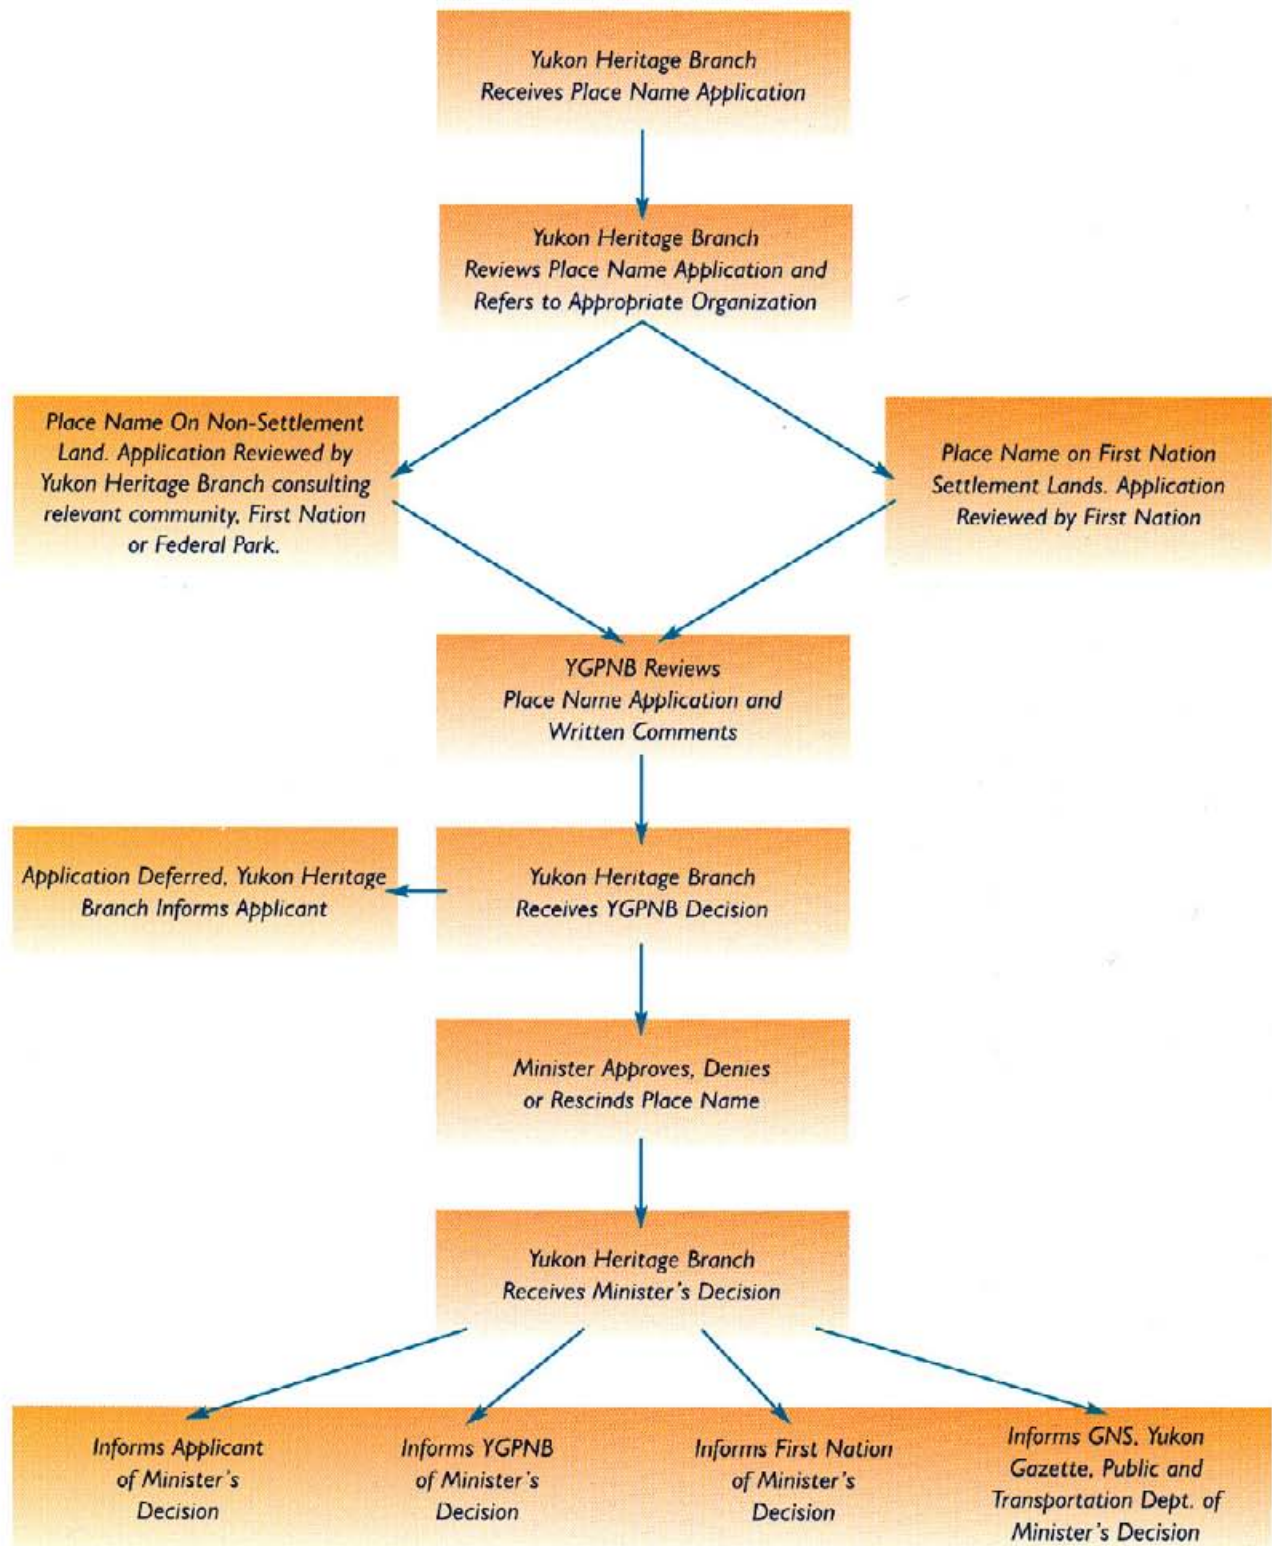 Yukon Heritage Branch
Receives Place Name Application
Yukon Heritage Branch
Reviews Place Name Application and
Refers to Appropriate Organization
Place Name On Non-Settlement
Land. Application Reviewed by
Yukon Heritage Branch consulting
relevant community, First Nation
or Federal Park.
Place Name on First Nation
Settlement Lands. Application
Reviewed by First Nation
YGPNB Reviews
Place Name Application and
Written Comments
Application Deferred, Yukon Heritage
Branch Informs Applicant
Yukon Heritage Branch
Receives YGPNB Decision
Minister Approves, Denies
or Rescinds Place Name
Yukon Heritage Branch
Receives Minister's Decision
Informs Applicant
of Minister's
Decision
Informs YGPNB
of Minister's
Decision
Informs First Nation
of Minister's
Decision
Informs GNS, Yukon
Gazette, Public and
Transportation Dept. of
Minister's Decision